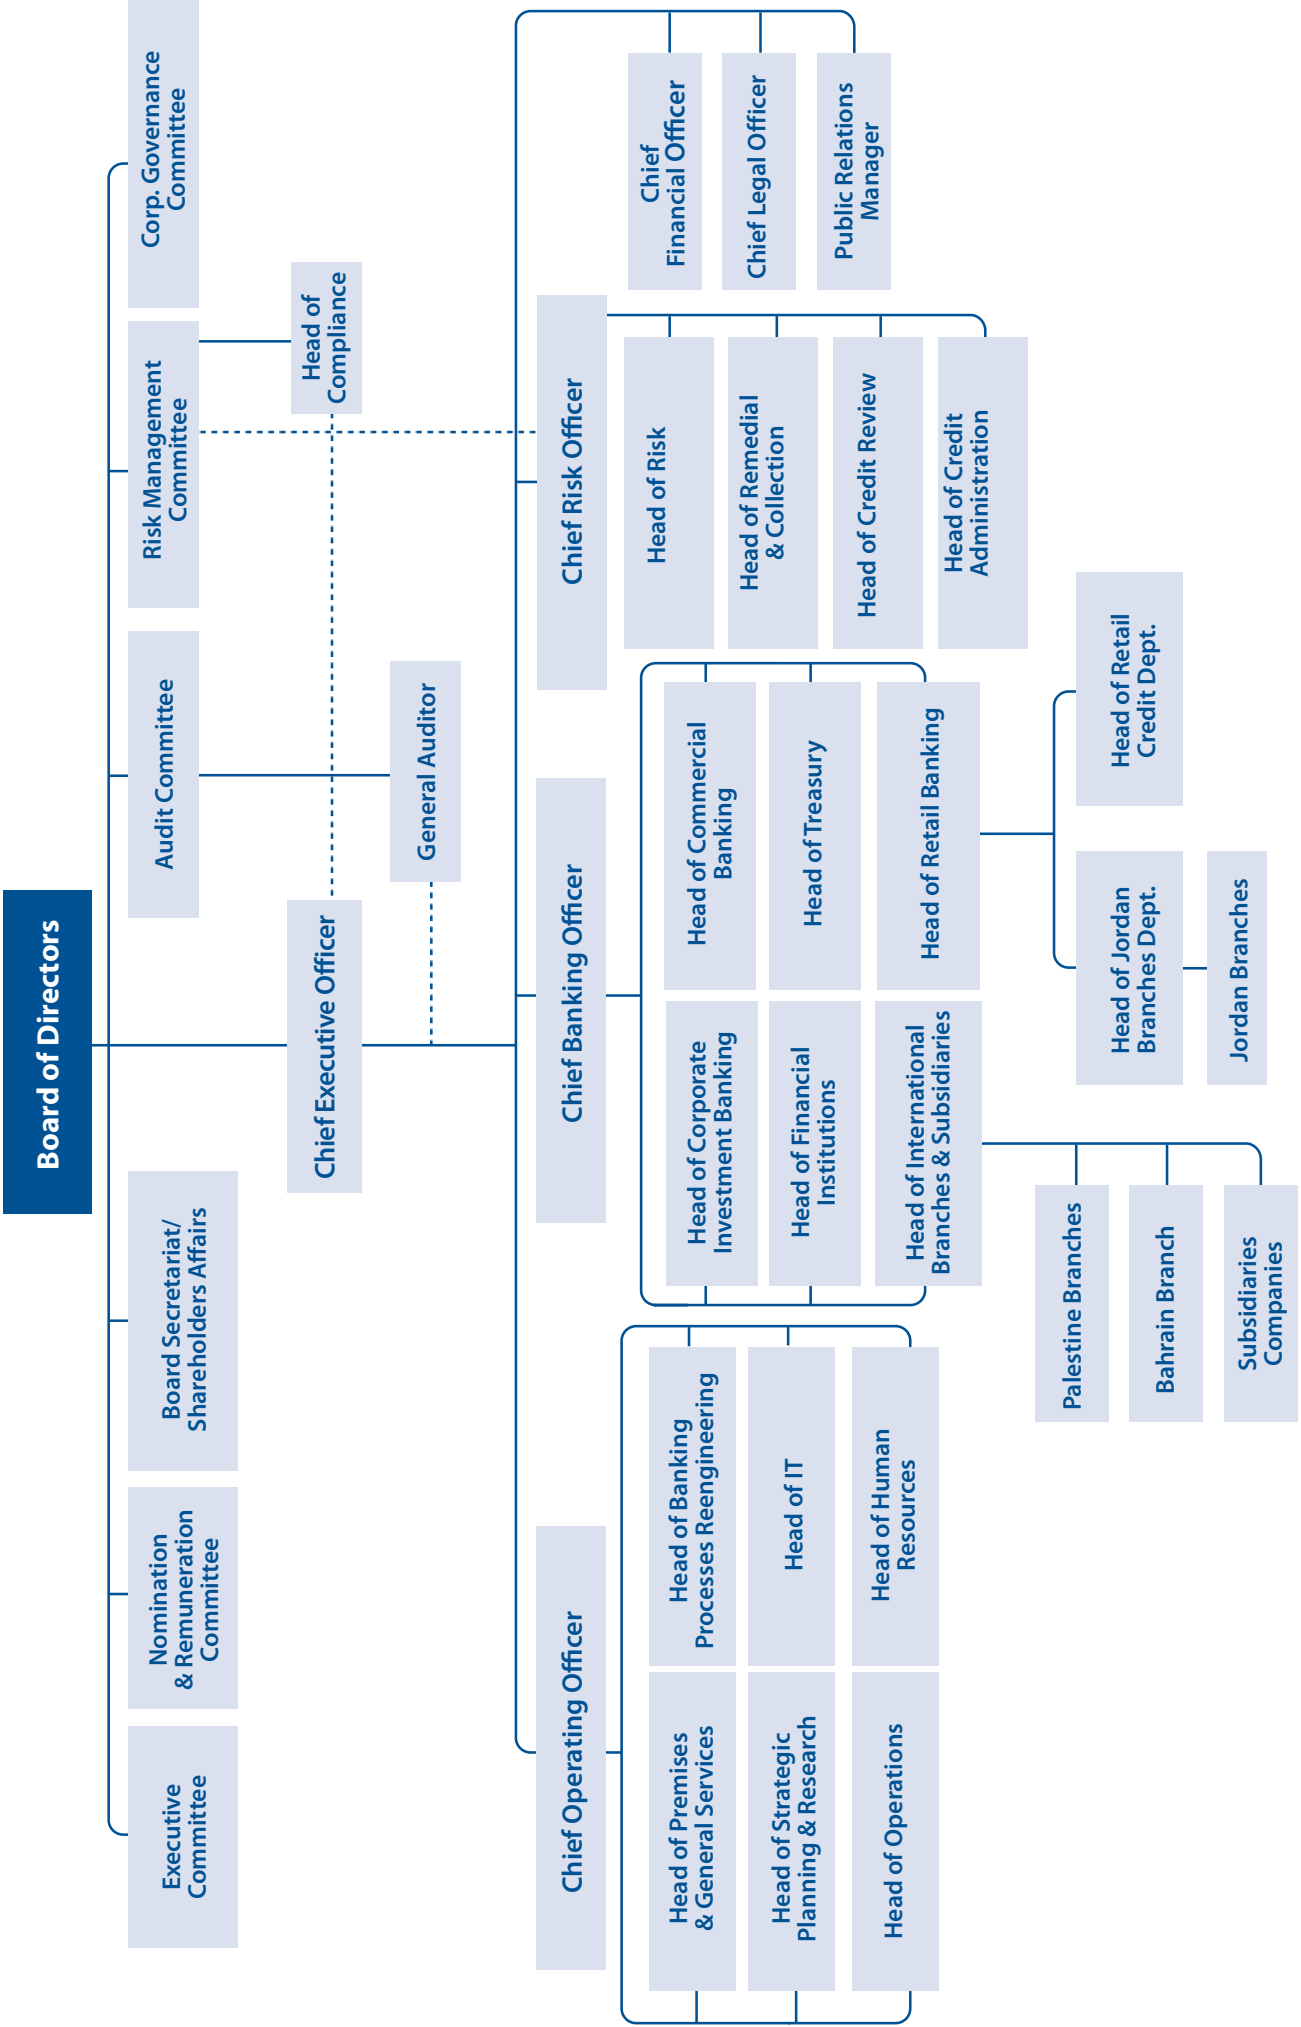 Board of Directors
Executive
Committee
Nomination
& Remuneration
Committee
Board Secretariat/
Shareholders Affairs
Audit Committee
Risk Management
Committee
Corp. Governance
Committee
Chief Executive Officer
Head of
Compliance
General Auditor
Chief Operating Officer
Chief Banking Officer
Chief Risk Officer
Chief
Financial Officer
Chief Legal Officer
Public Relations
Manager
Head of Premises
& General Services
Head of Banking
Processes Reengineering
Head of Strategic
Planning & Research
Head of IT
Head of Operations
Head of Human
Resources
Head of Corporate
Investment Banking
Head of Commercial
Banking
Head of Financial
Institutions
Head of Treasury
Head of International
Branches & Subsidiaries
Head of Retail Banking
Head of Risk
Head of Remedial
& Collection
Head of Credit Review
Head of Credit
Administration
Palestine Branches
Bahrain Branch
Subsidiaries
Companies
Head of Jordan
Branches Dept.
Head of Retail
Credit Dept.
Jordan Branches